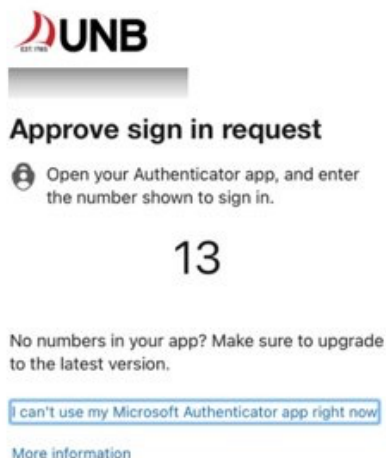 UNB
EST. 1785
Approve sign in request
Open your Authenticator app, and enter
the number shown to sign in.
13
No numbers in your app? Make sure to upgrade
to the latest version.
I can't use my Microsoft Authenticator app right now
More information